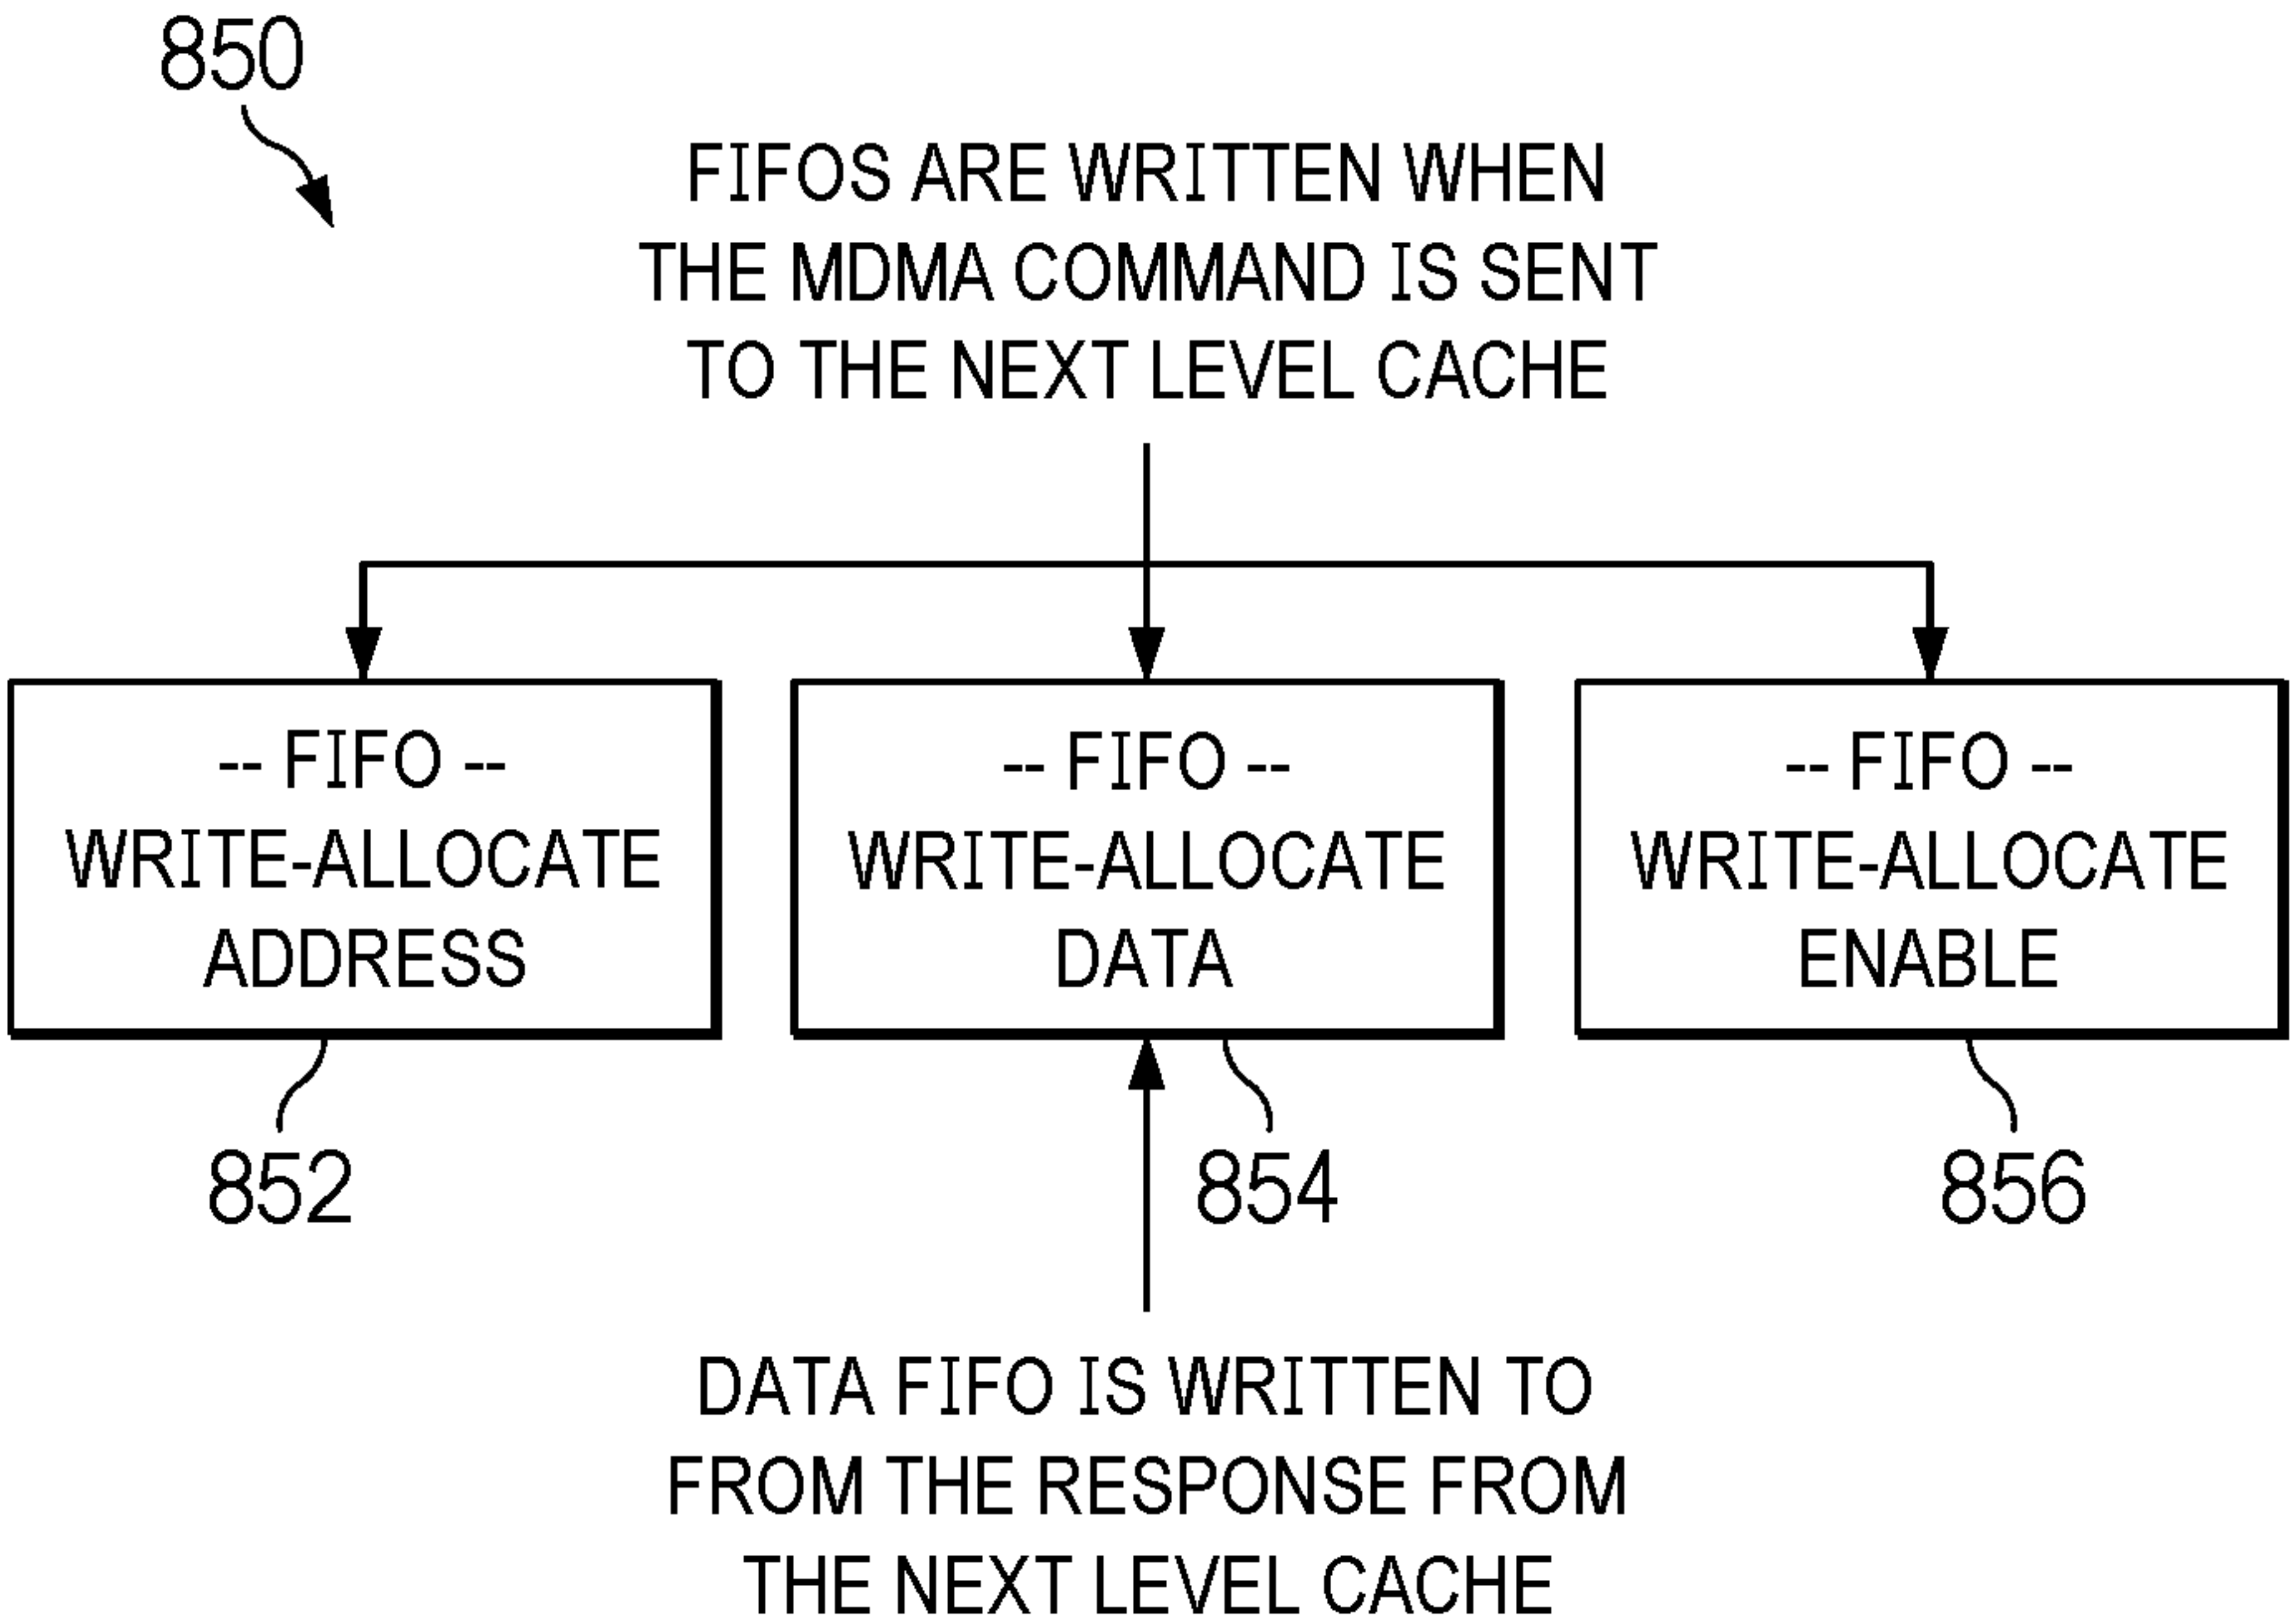 850
FIFOS ARE WRITTEN WHEN
THE MDMA COMMAND IS SENT
TO THE NEXT LEVEL CACHE
-- FIFO --
WRITE-ALLOCATE
ADDRESS
-- FIFO --
WRITE-ALLOCATE
DATA
-- FIFO --
WRITE-ALLOCATE
ENABLE
852
854
856
DATA FIFO IS WRITTEN TO
FROM THE RESPONSE FROM
THE NEXT LEVEL CACHE